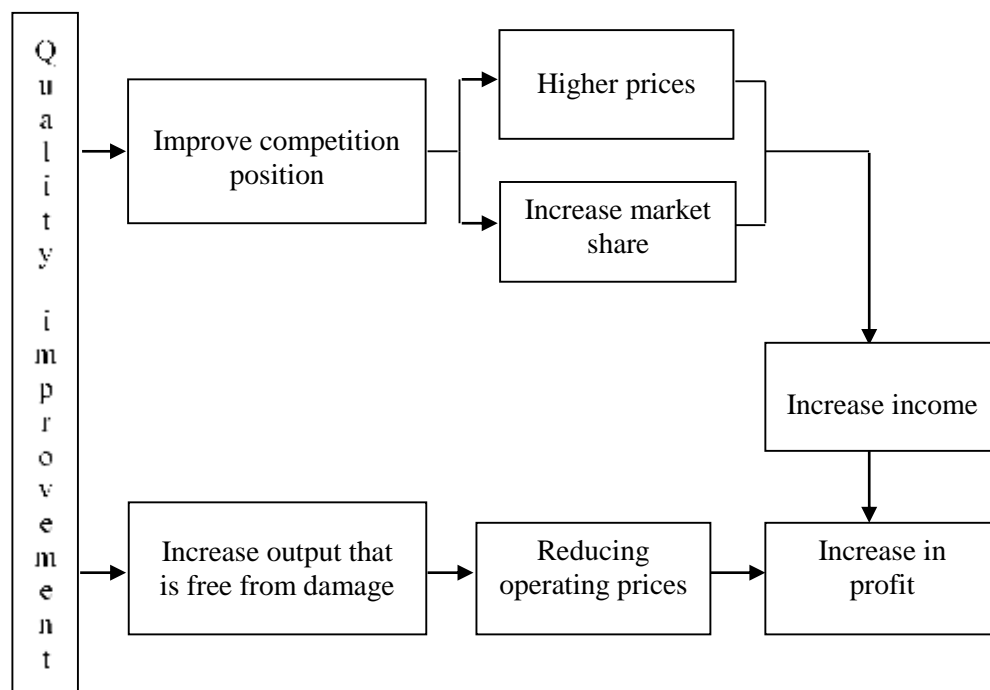 Quality improvement
Higher prices
Improve competition
position
Increase market
share
Increase income
Increase output that
is free from damage
Reducing
operating prices
Increase in
profit